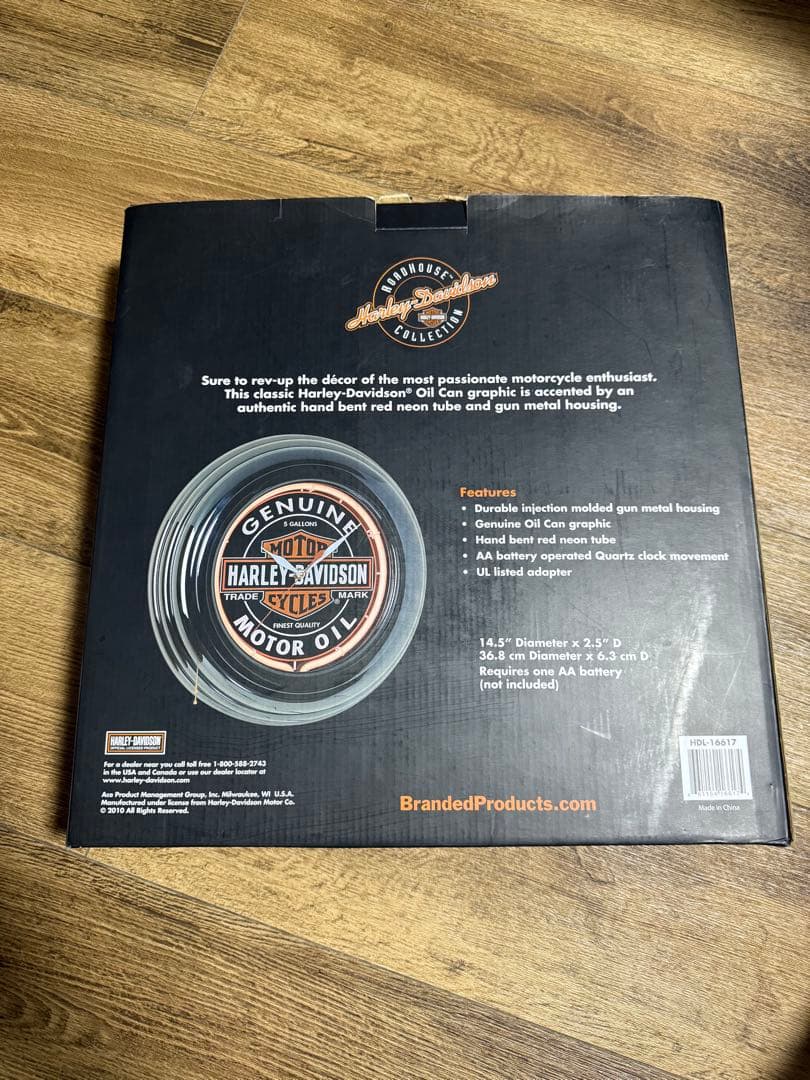 ROADHOUSE™
Harley-Davidson
COLLECTION
Sure to rev-up the décor of the most passionate motorcycle enthusiast.
This classic Harley-Davidson® Oil Can graphic is accented by an
authentic hand bent red neon tube and gun metal housing.
GENUINE
5 GALLONS
MOTOR
HARLEY-DAVIDSON
TRADE MARK
CYCLES ®
FINEST QUALITY
MOTOR OIL
Features
• Durable injection molded gun metal housing
• Genuine Oil Can graphic
• Hand bent red neon tube
• AA battery operated Quartz clock movement
• UL listed adapter
14.5" Diameter x 2.5" D
36.8 cm Diameter x 6.3 cm D
Requires one AA battery
(not included)
HARLEY-DAVIDSON
OFFICIAL LICENSED PRODUCT
For a dealer near you call toll free 1-800-588-2743
in the USA and Canada or use our dealer locator at
www.harley-davidson.com
Ace Product Management Group, Inc. Milwaukee, WI U.S.A.
Manufactured under license from Harley-Davidson Motor Co.
© 2010 All Rights Reserved.
BrandedProducts.com
HDL-16617
Made in China